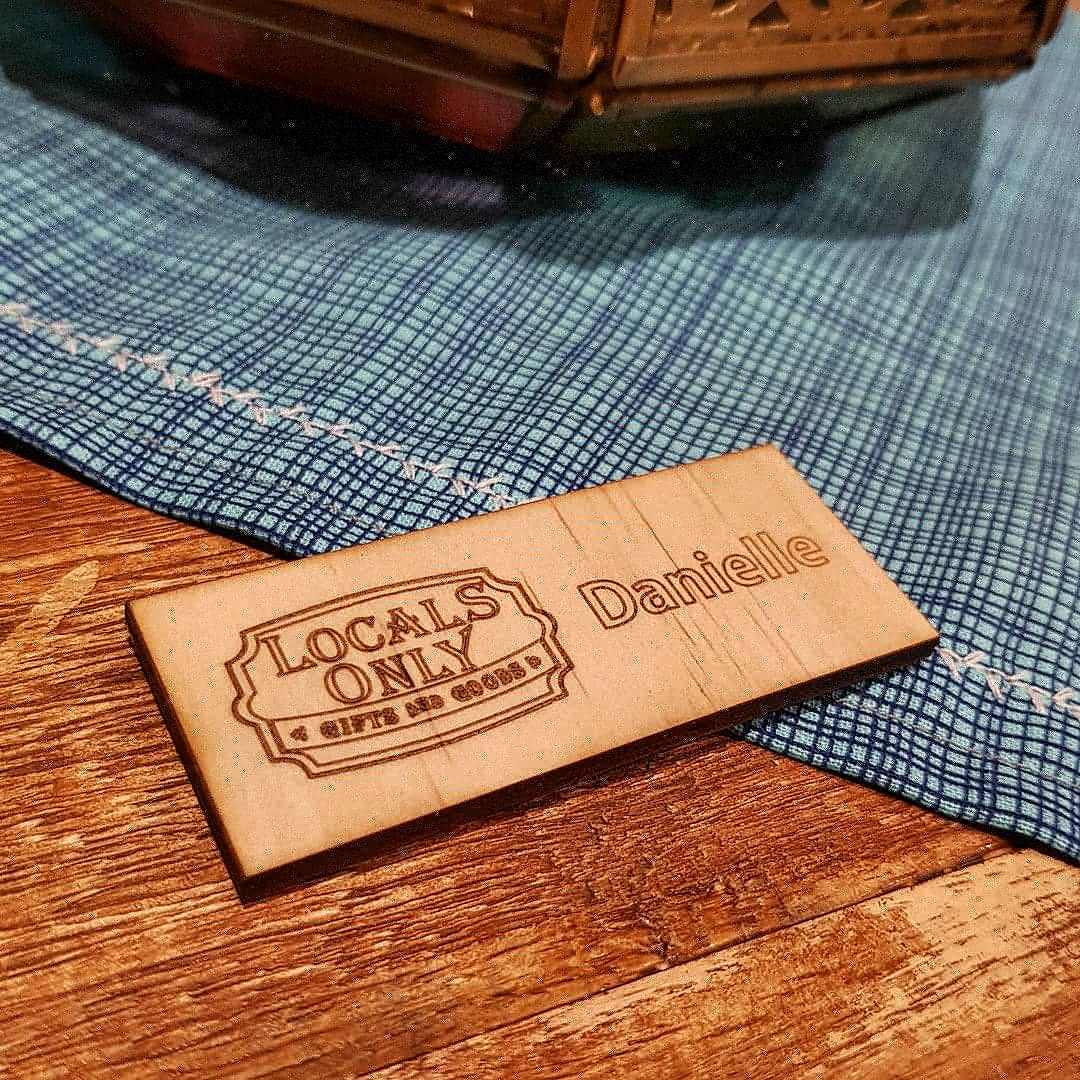 LOCALS
ONLY
GIFTS AND GOODS
Danielle